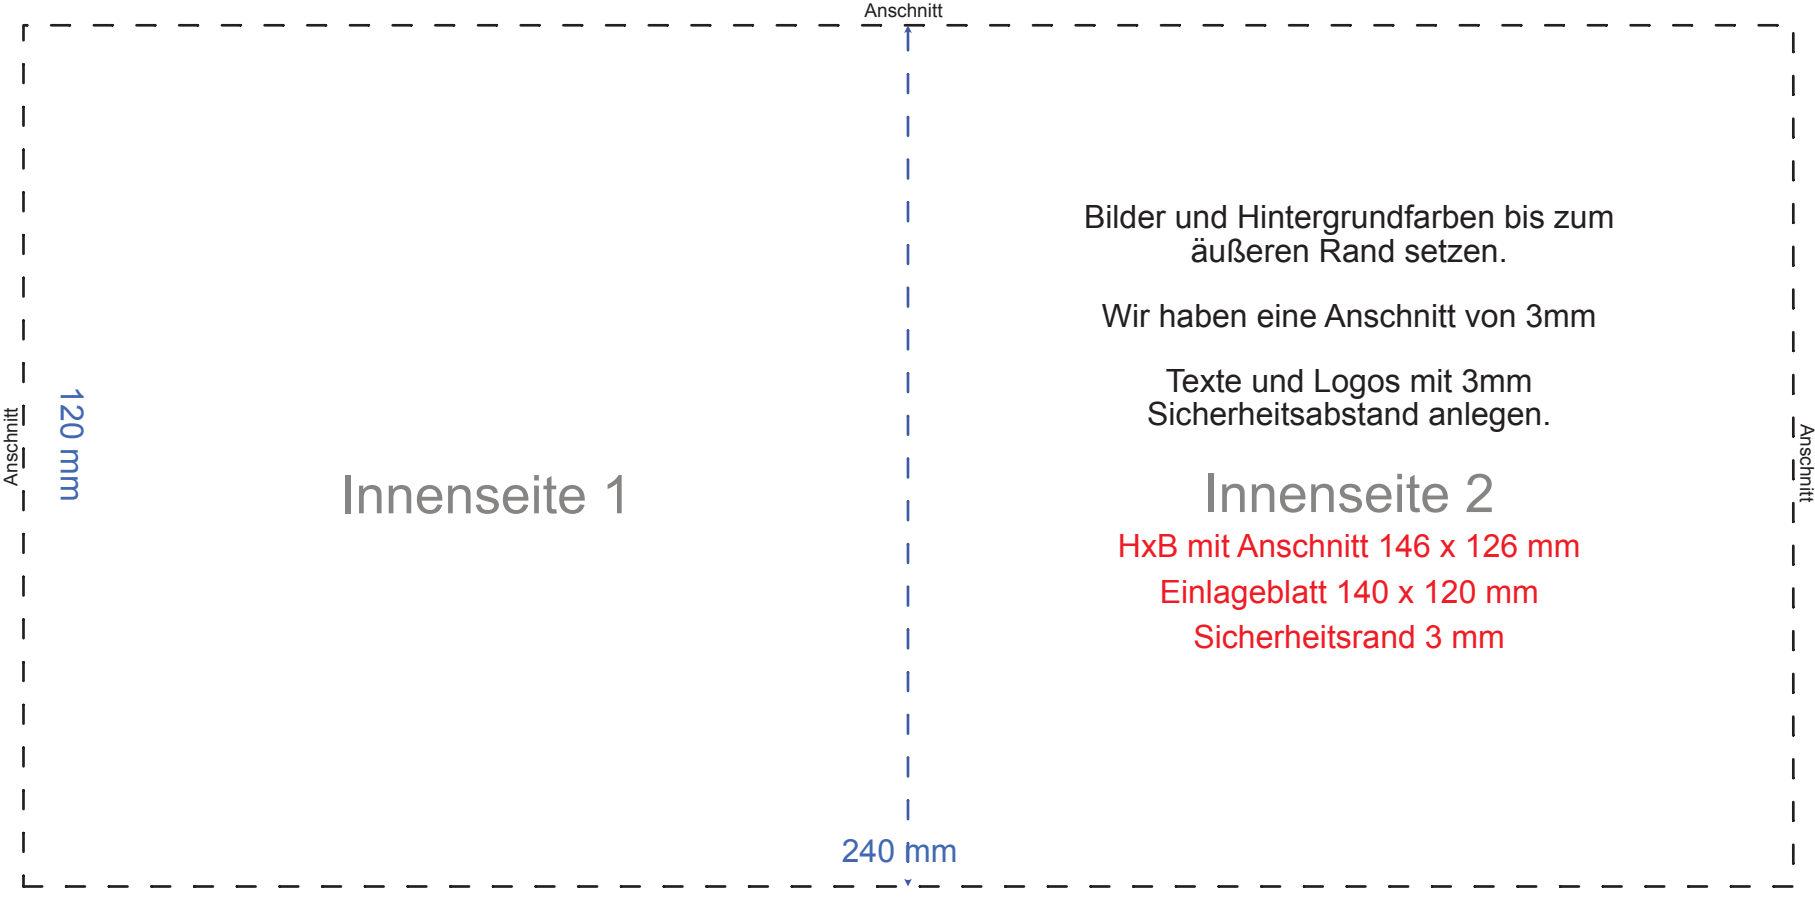 Anschnitt
Bilder und Hintergrundfarben bis zum
äußeren Rand setzen.
Wir haben eine Anschnitt von 3mm
Texte und Logos mit 3mm
Sicherheitsabstand anlegen.
Anschnitt
120 mm
Anschnitt
Innenseite 1
Innenseite 2
HxB mit Anschnitt 146 x 126 mm
Einlageblatt 140 x 120 mm
Sicherheitsrand 3 mm
240 mm